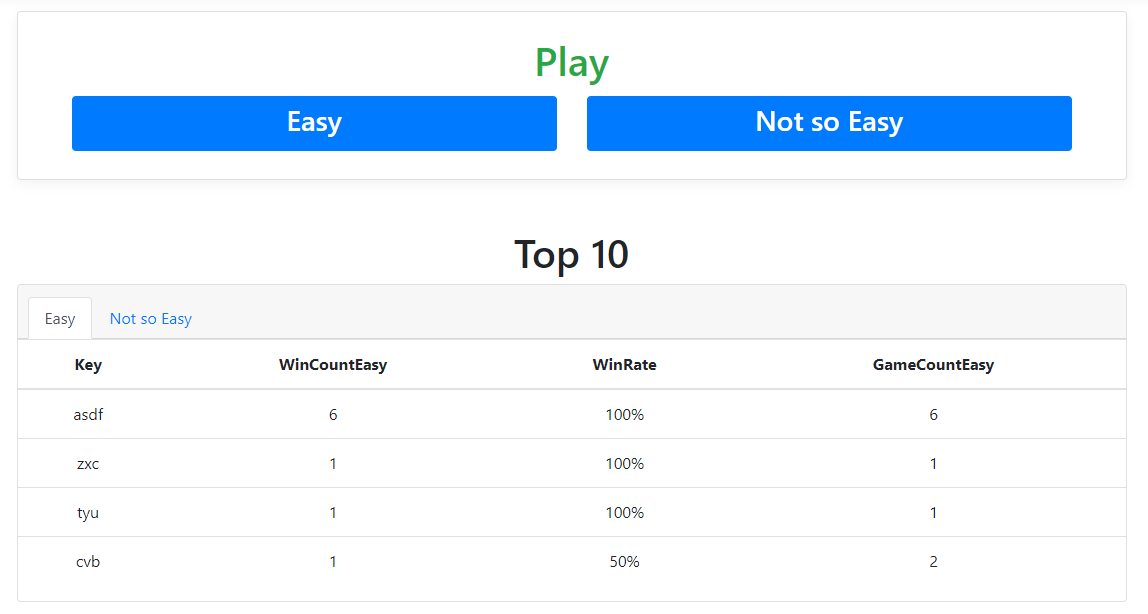 Play
Easy Not so Easy
Top 10
Easy Not so Easy
Key WinCountEasy WinRate GameCountEasy
asdf 6 100% 6
zxc 1 100% 1
tyu 1 100% 1
cvb 1 50% 2